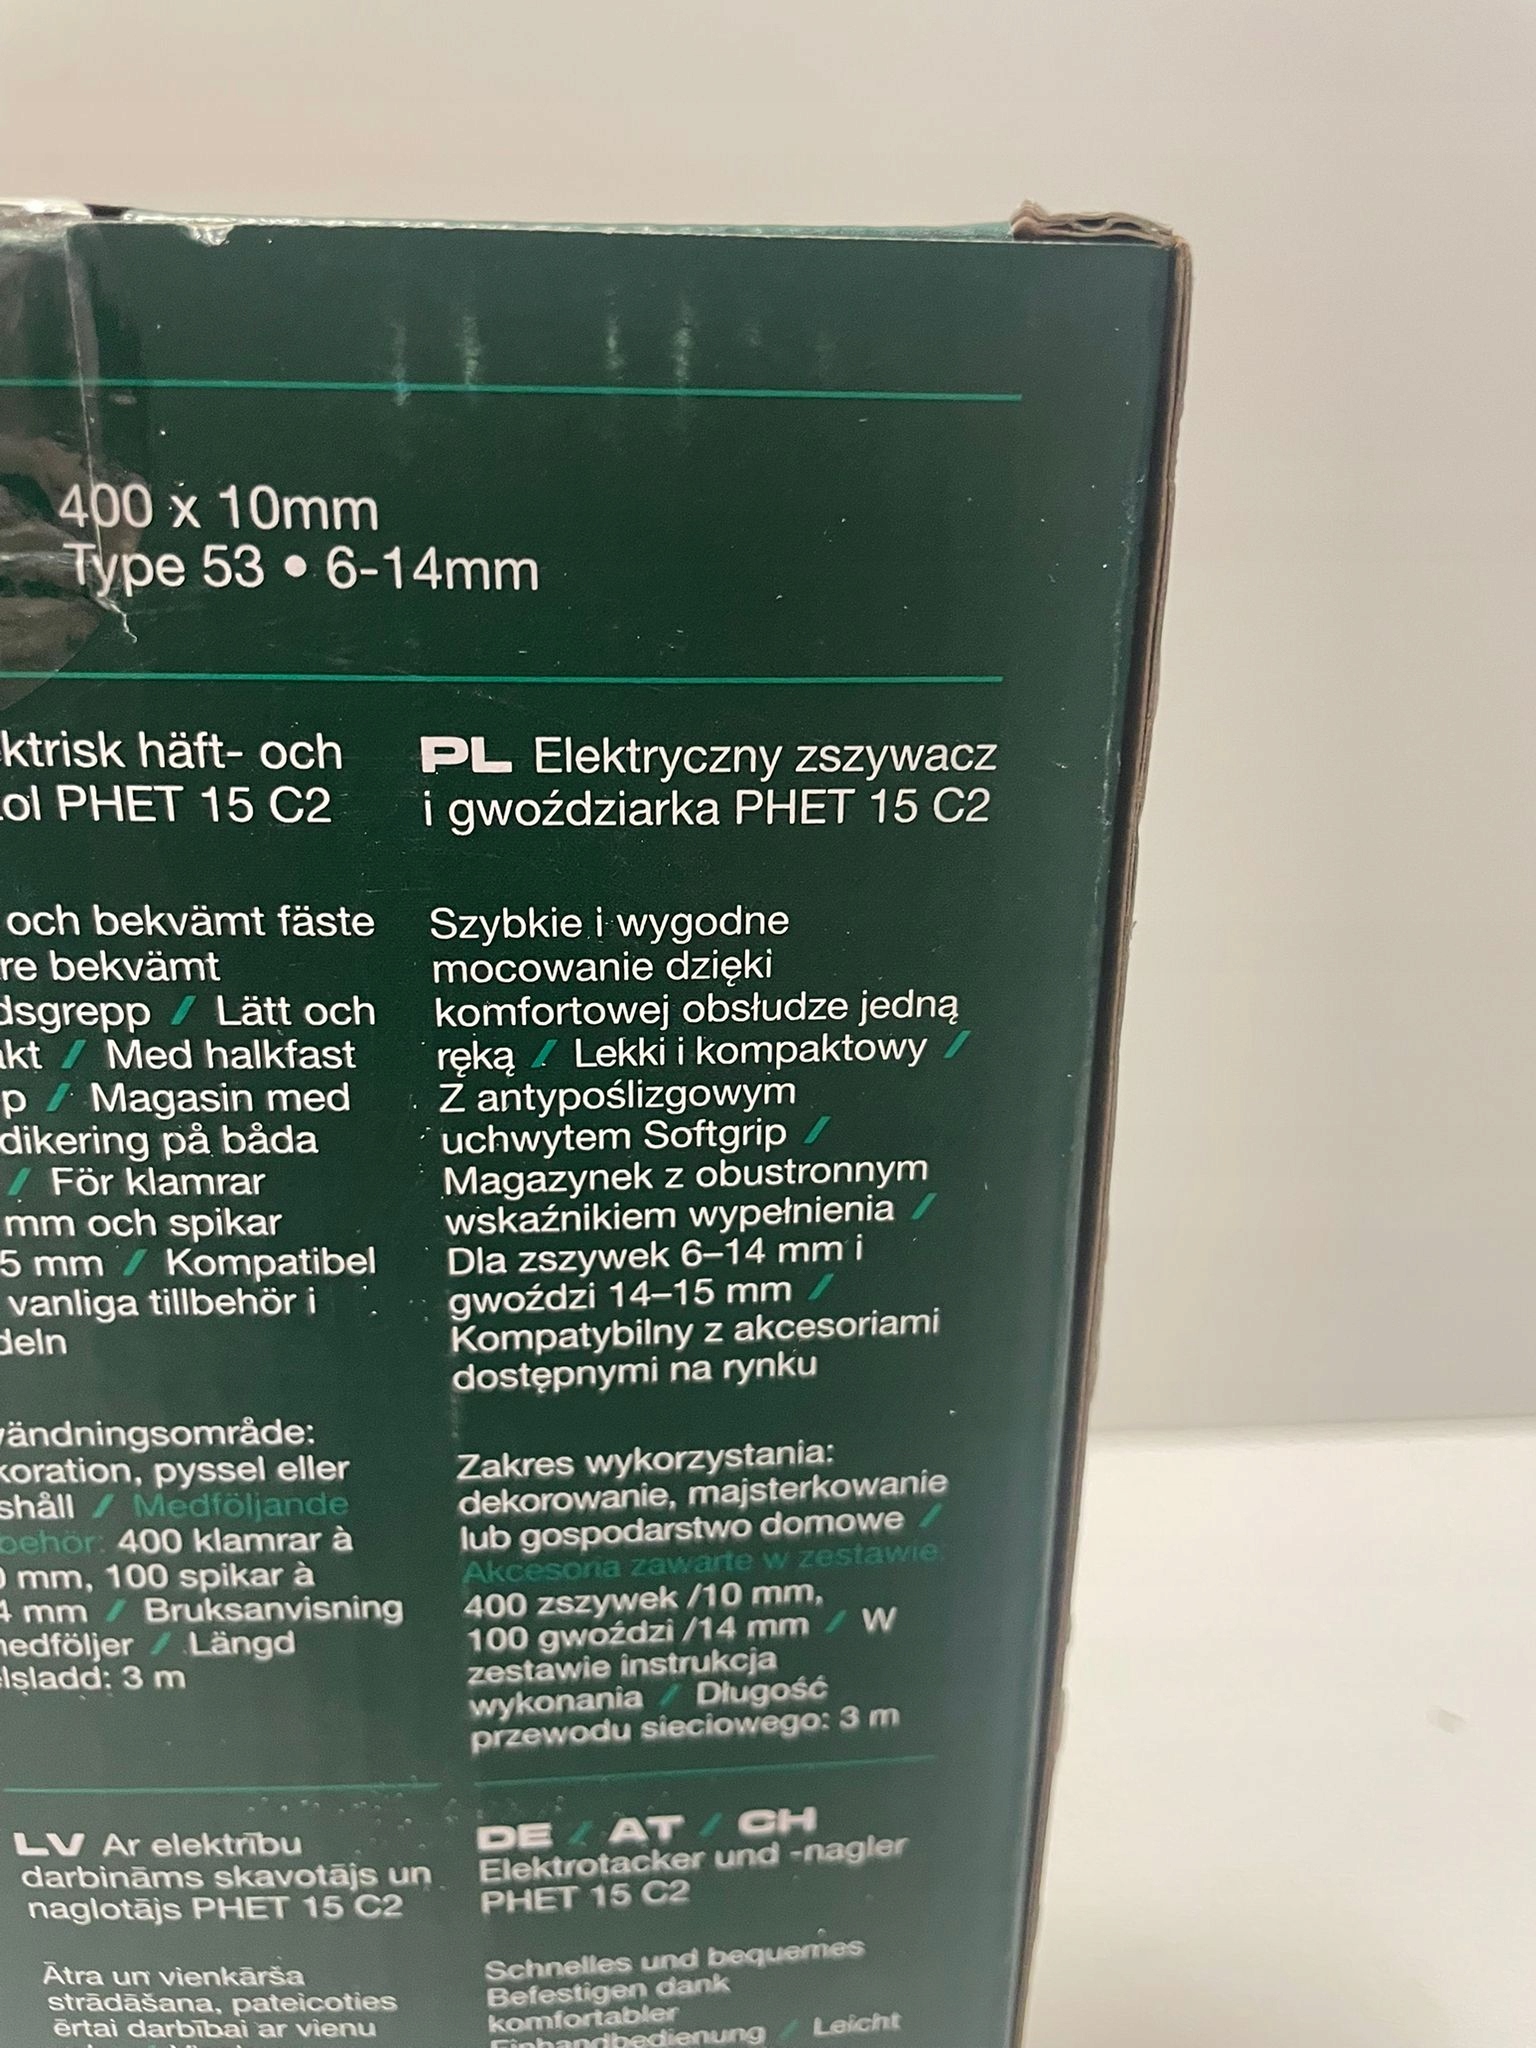 400 x 10mm
Type 53 • 6-14mm
ktrisk häft- och
ol PHET 15 C2
och bekvämt fäste
re bekvämt
dsgrepp / Lätt och
akt / Med halkfast
p / Magasin med
dikering på båda
/ För klamrar
mm och spikar
5 mm / Kompatibel
vanliga tillbehör i
deln
vändningsområde:
koration, pyssel eller
shåll / Medföljande
behör: 400 klamrar à
0 mm, 100 spikar à
4 mm / Bruksanvisning
medföljer / Längd
elsladd: 3 m
PL Elektryczny zszywacz
i gwoździarka PHET 15 C2
Szybkie i wygodne
mocowanie dzięki
komfortowej obsłudze jedną
ręką / Lekki i kompaktowy /
Z antypoślizgowym
uchwytem Softgrip /
Magazynek z obustronnym
wskaźnikiem wypełnienia /
Dla zszywek 6–14 mm i
gwoździ 14–15 mm /
Kompatybilny z akcesoriami
dostępnymi na rynku
Zakres wykorzystania:
dekorowanie, majsterkowanie
lub gospodarstwo domowe /
Akcesoria zawarte w zestawie:
400 zszywek /10 mm,
100 gwoździ /14 mm / W
zestawie instrukcja
wykonania / Długość
przewodu sieciowego: 3 m
LV Ar elektrību
darbināms skavotājs un
naglotājs PHET 15 C2
Ātra un vienkārša
strādāšana, pateicoties
ērtai darbībai ar vienu
DE / AT / CH
Elektrotacker und -nagler
PHET 15 C2
Schnelles und bequemes
Befestigen dank
komfortabler
Einhandbedienung / Leicht